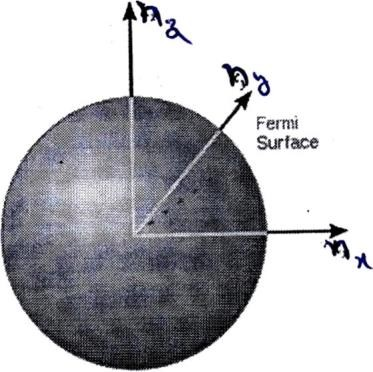 n_z
n_y
Fermi
Surface
n_x